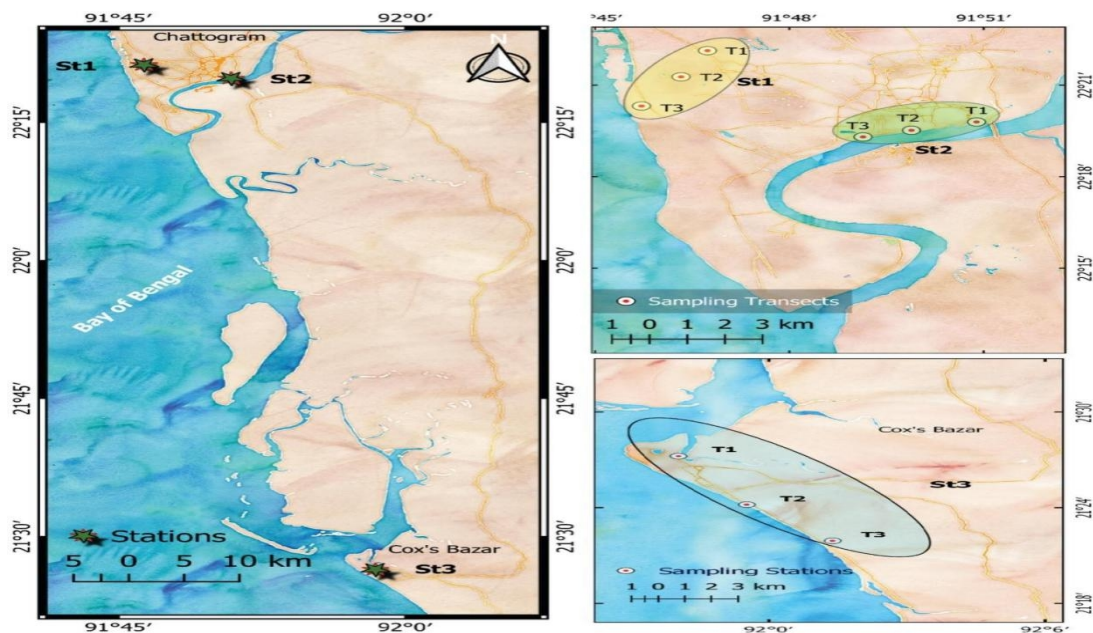 91°45′ 92°0′
Chattogram
N
St1
St2
22°15′ 22°15′
Bay of Bengal
22°0′ 22°0′
21°45′ 21°45′
Stations
5 0 5 10 km
Cox's Bazar
St3
21°30′ 21°30′
91°45′ 92°0′
:45′ 91°48′ 91°51′
T1
T2
St1
T3
22°21′
T1
T2
T3
St2
22°18′
22°15′
Sampling Transects
1 0 1 2 3 km
21°30′
Cox's Bazar
T1
St3
T2
21°24′
T3
Sampling Stations
1 0 1 2 3 km
21°18′
92°0′ 92°6′